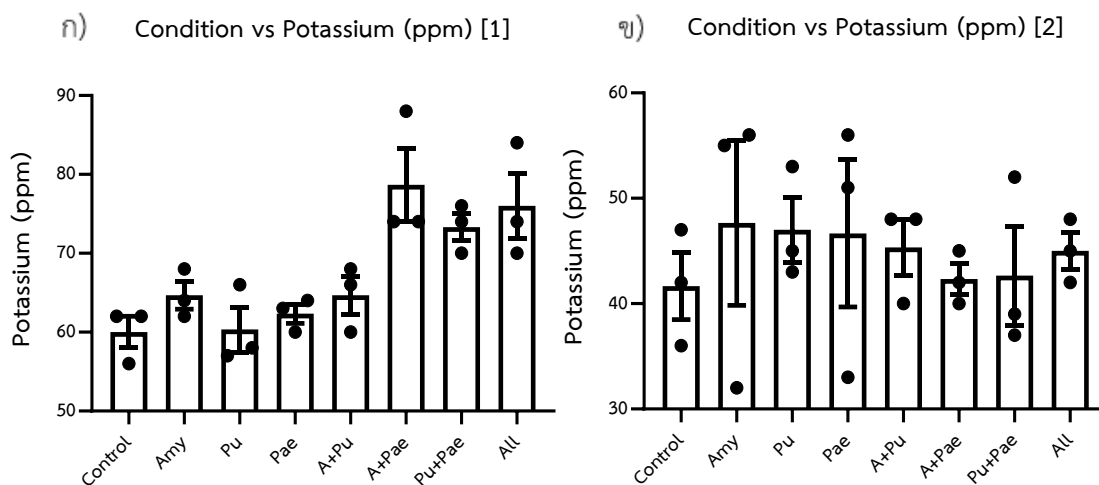 ก) Condition vs Potassium (ppm) [1]
Potassium (ppm)
90
80
70
60
50
Control
Amy
Pu
Pae
A+Pu
A+Pae
Pu+Pae
All
ข) Condition vs Potassium (ppm) [2]
Potassium (ppm)
60
50
40
30
Control
Amy
Pu
Pae
A+Pu
A+Pae
Pu+Pae
All